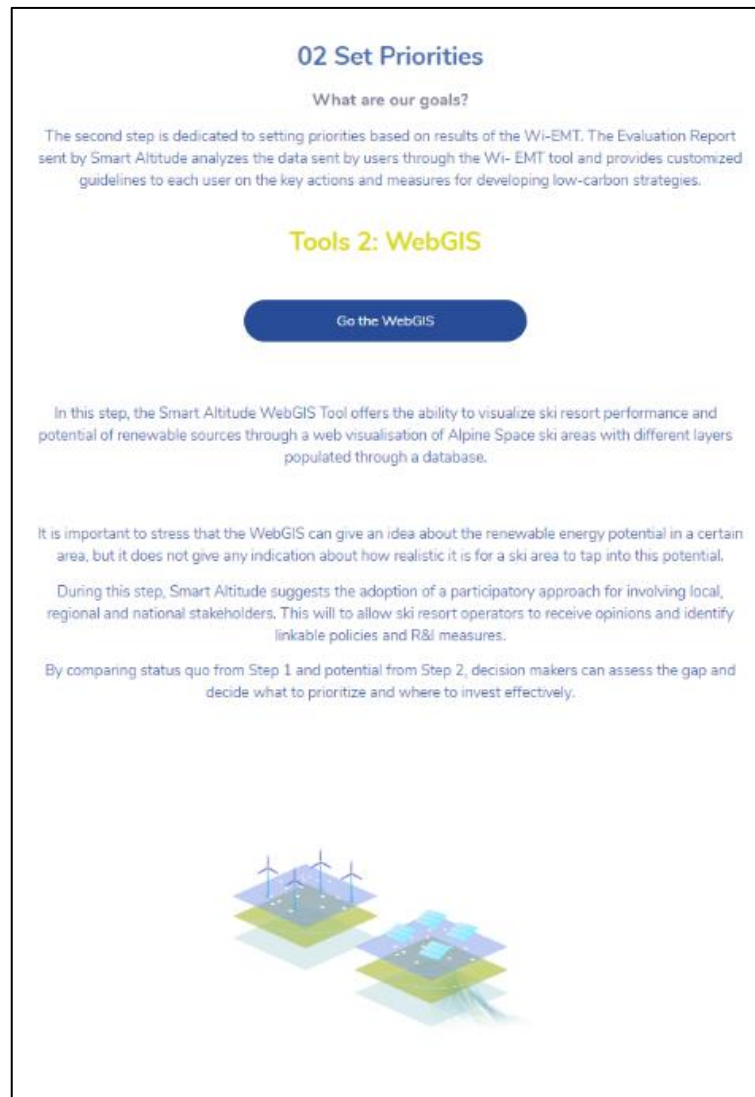 02 Set Priorities
What are our goals?
The second step is dedicated to setting priorities based on results of the Wi-EMT. The Evaluation Report
sent by Smart Altitude analyzes the data sent by users through the Wi- EMT tool and provides customized
guidelines to each user on the key actions and measures for developing low-carbon strategies.
Tools 2: WebGIS
Go the WebGIS
In this step, the Smart Altitude WebGIS Tool offers the ability to visualize ski resort performance and
potential of renewable sources through a web visualisation of Alpine Space ski areas with different layers
populated through a database.
It is important to stress that the WebGIS can give an idea about the renewable energy potential in a certain
area, but it does not give any indication about how realistic it is for a ski area to tap into this potential.
During this step, Smart Altitude suggests the adoption of a participatory approach for involving local,
regional and national stakeholders. This will to allow ski resort operators to receive opinions and identify
linkable policies and R&I measures.
By comparing status quo from Step 1 and potential from Step 2, decision makers can assess the gap and
decide what to prioritize and where to invest effectively.